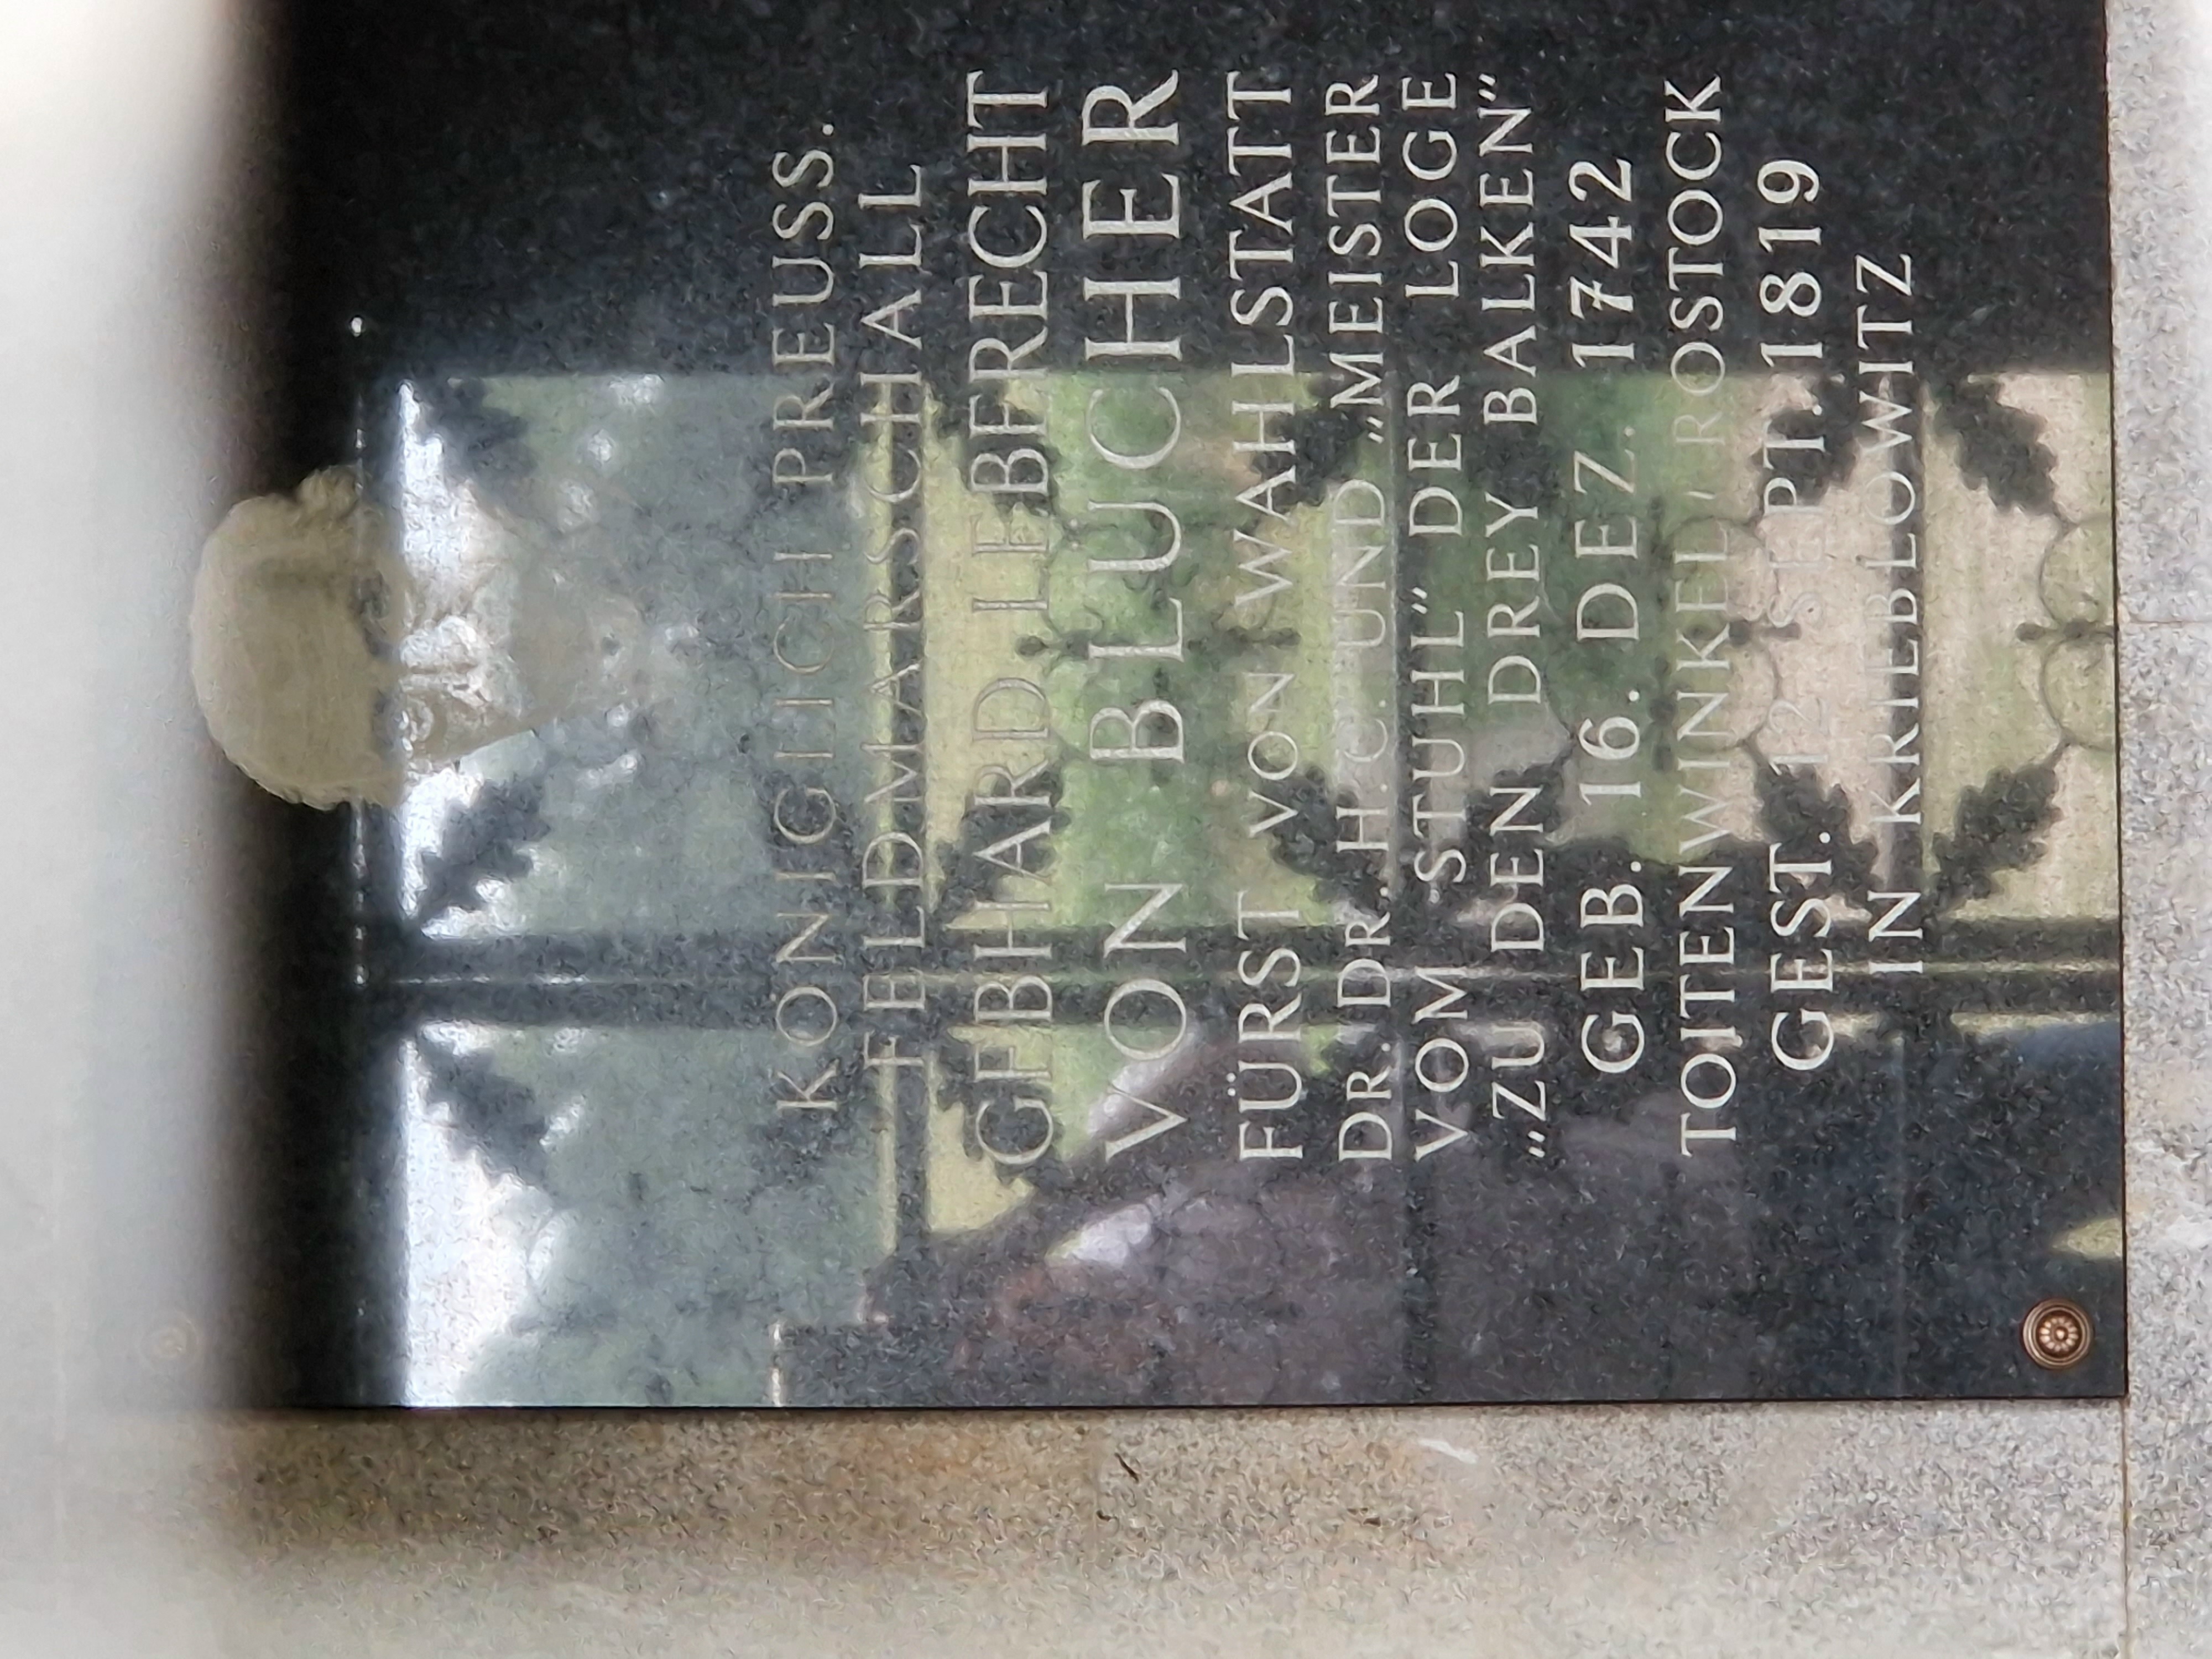 KÖNIGLICH PREUSS.
FELDMARSCHALL
GEBHARD LEBERECHT
VON BLÜCHER
FÜRST VON WAHLSTATT
DR. DR. H. C. UND „MEISTER
VOM STUHL“ DER LOGE
„ZU DEN DREY BALKEN“
GEB. 16. DEZ. 1742
TOITENWINKEL / ROSTOCK
GEST. 12 SEPT. 1819
IN KRIEBLOWITZ